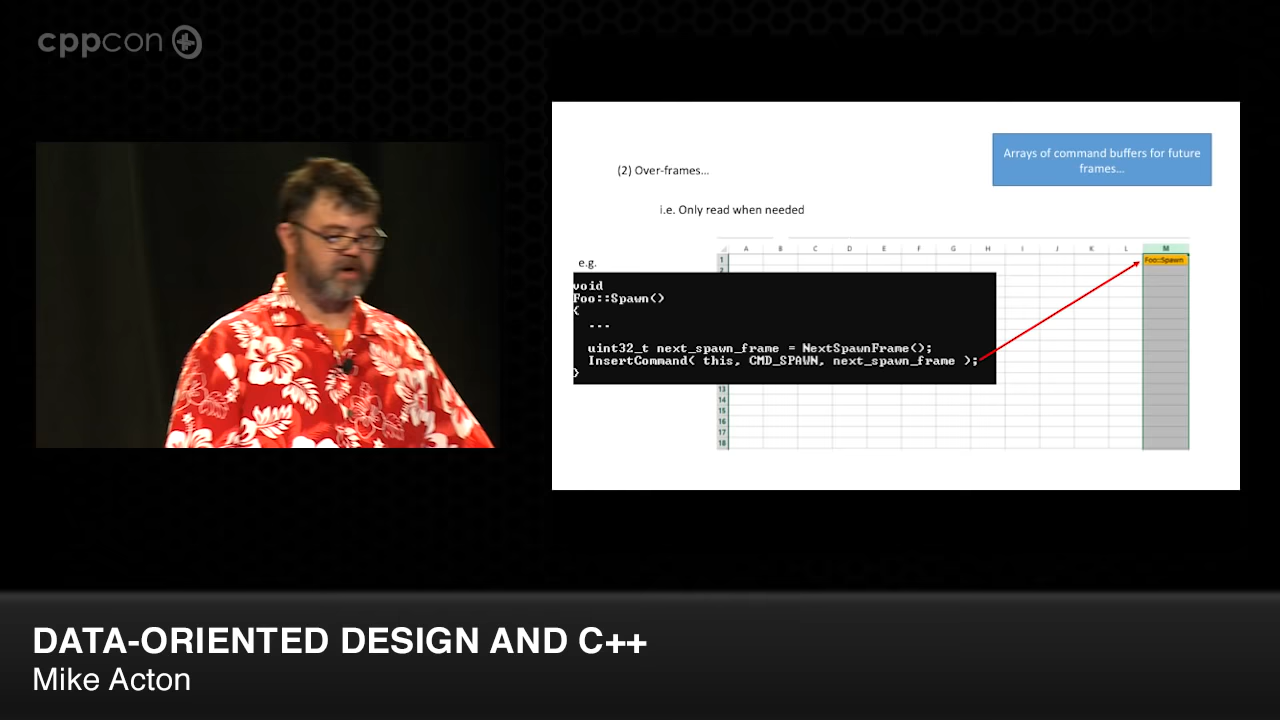 cppcon
Arrays of command buffers for future
frames...
(2) Over-frames...
i.e. Only read when needed
e.g.
A B C D E F G H I J K L M
1 Foo::Spawn
2
void
Foo::Spawn()
{
...
uint32_t next_spawn_frame = NextSpawnFrame();
InsertCommand( this, CMD_SPAWN, next_spawn_frame );
}
13
14
15
16
17
18
DATA-ORIENTED DESIGN AND C++
Mike Acton